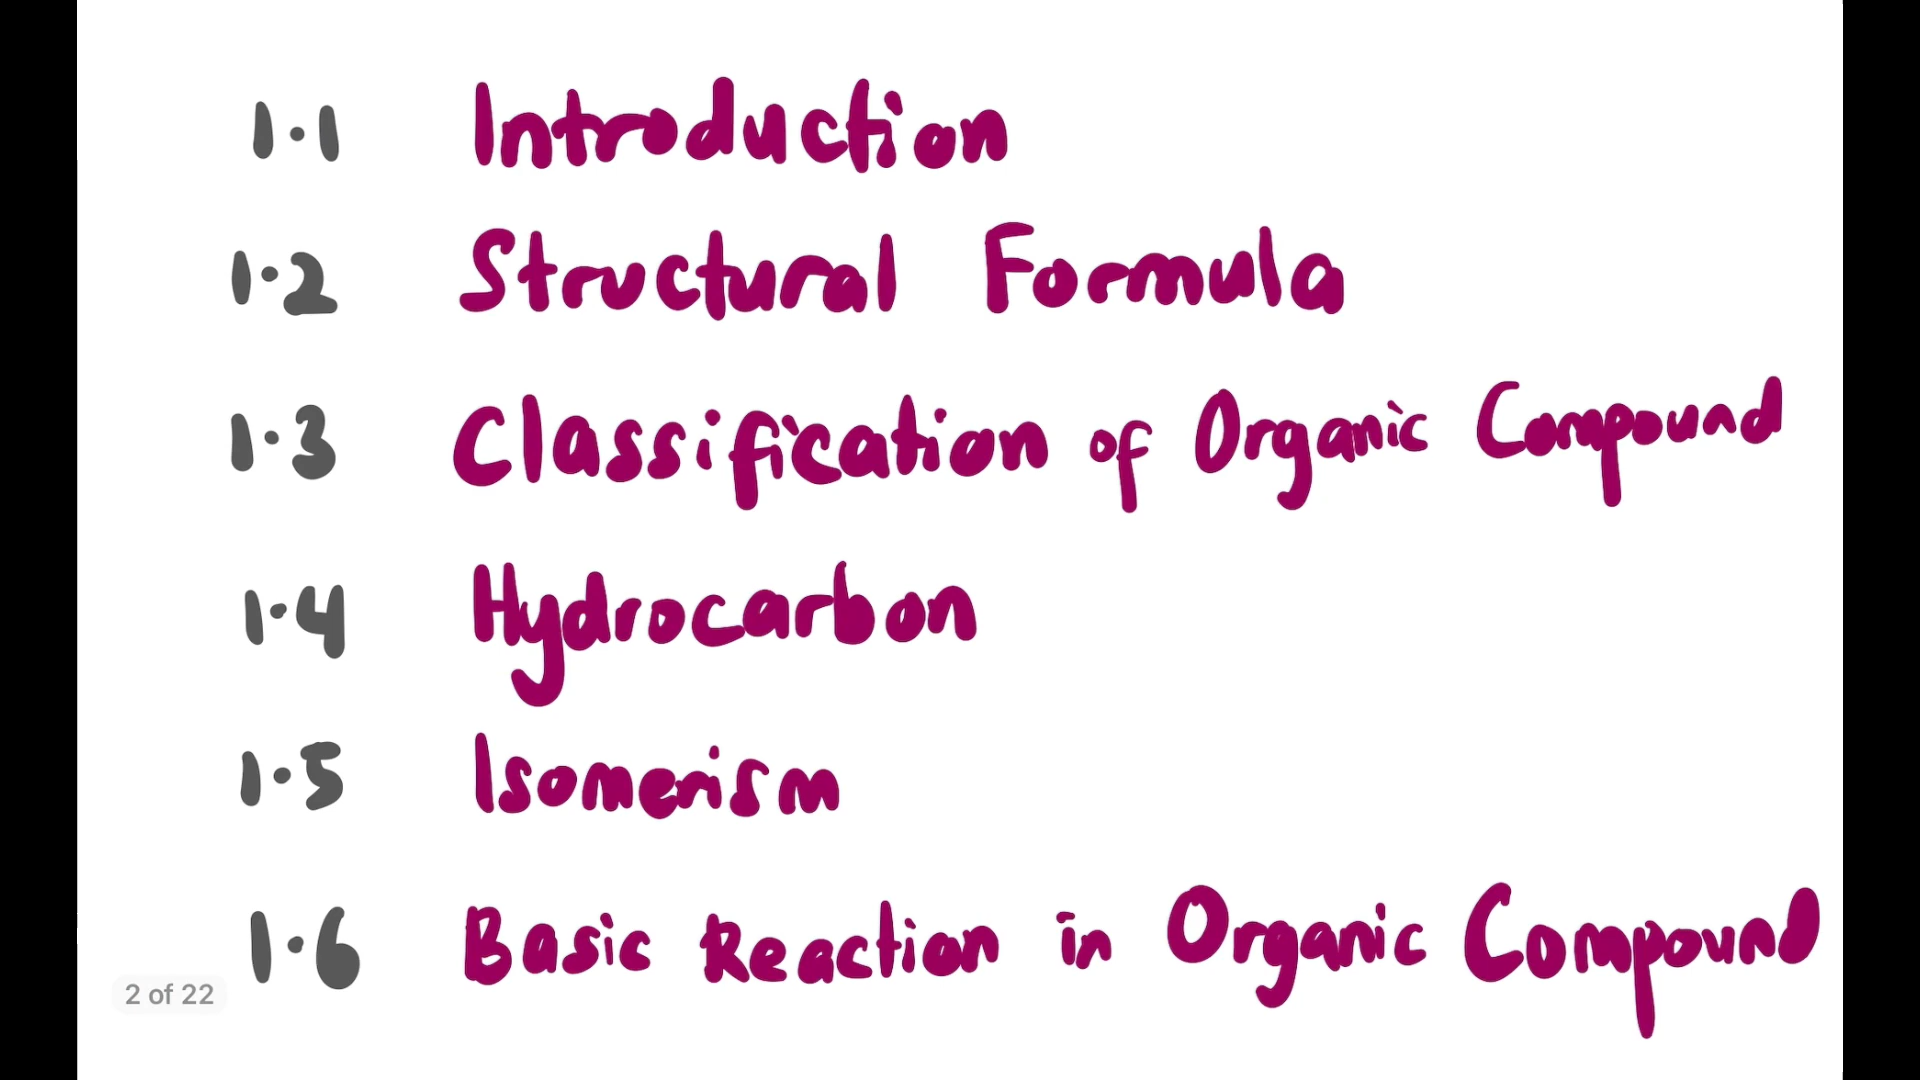 1.1 Introduction
1.2 Structural Formula
1.3 Classification of Organic Compound
1.4 Hydrocarbon
1.5 Isomerism
1.6 Basic Reaction in Organic Compound
2 of 22